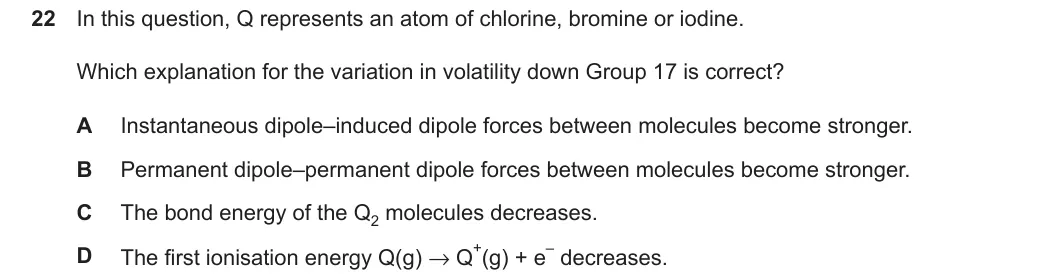 22 In this question, Q represents an atom of chlorine, bromine or iodine.
Which explanation for the variation in volatility down Group 17 is correct?
A Instantaneous dipole–induced dipole forces between molecules become stronger.
B Permanent dipole–permanent dipole forces between molecules become stronger.
C The bond energy of the Q₂ molecules decreases.
D The first ionisation energy Q(g) → Q⁺(g) + e⁻ decreases.